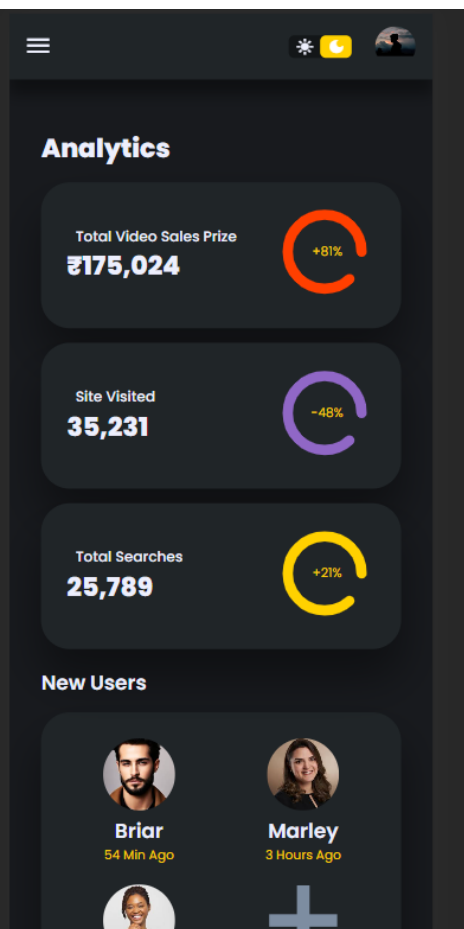 Analytics
Total Video Sales Prize
₹175,024
+81%
Site Visited
35,231
-48%
Total Searches
25,789
+21%
New Users
Briar
54 Min Ago
Marley
3 Hours Ago